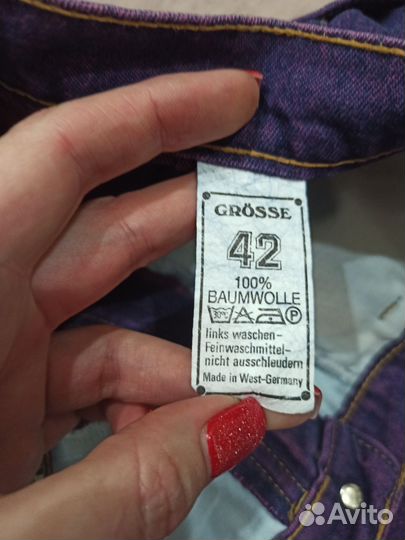 GRÖSSE
42
100%
BAUMWOLLE
30°C A P
links waschen-
Feinwaschmittel-
nicht ausschleudern
Made in West-Germany
Avito